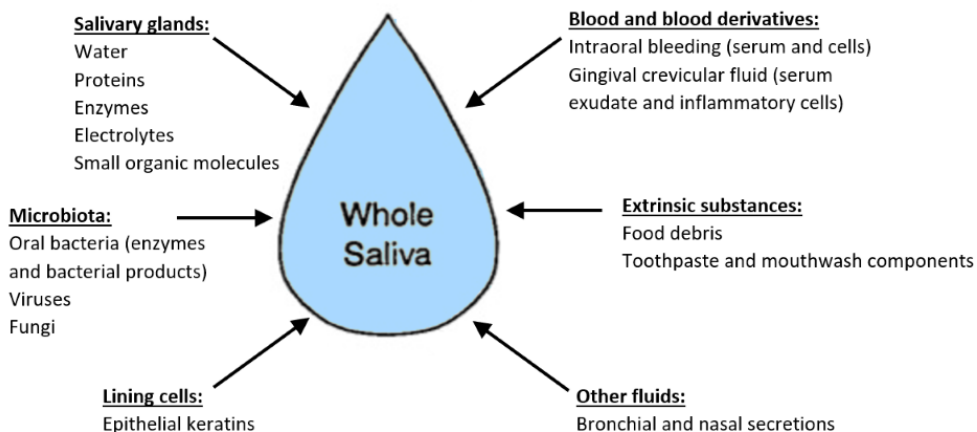 Salivary glands:
Water
Proteins
Enzymes
Electrolytes
Small organic molecules
Blood and blood derivatives:
Intraoral bleeding (serum and cells)
Gingival crevicular fluid (serum
exudate and inflammatory cells)
Microbiota:
Oral bacteria (enzymes
and bacterial products)
Viruses
Fungi
Whole
Saliva
Extrinsic substances:
Food debris
Toothpaste and mouthwash components
Lining cells:
Epithelial keratins
Other fluids:
Bronchial and nasal secretions